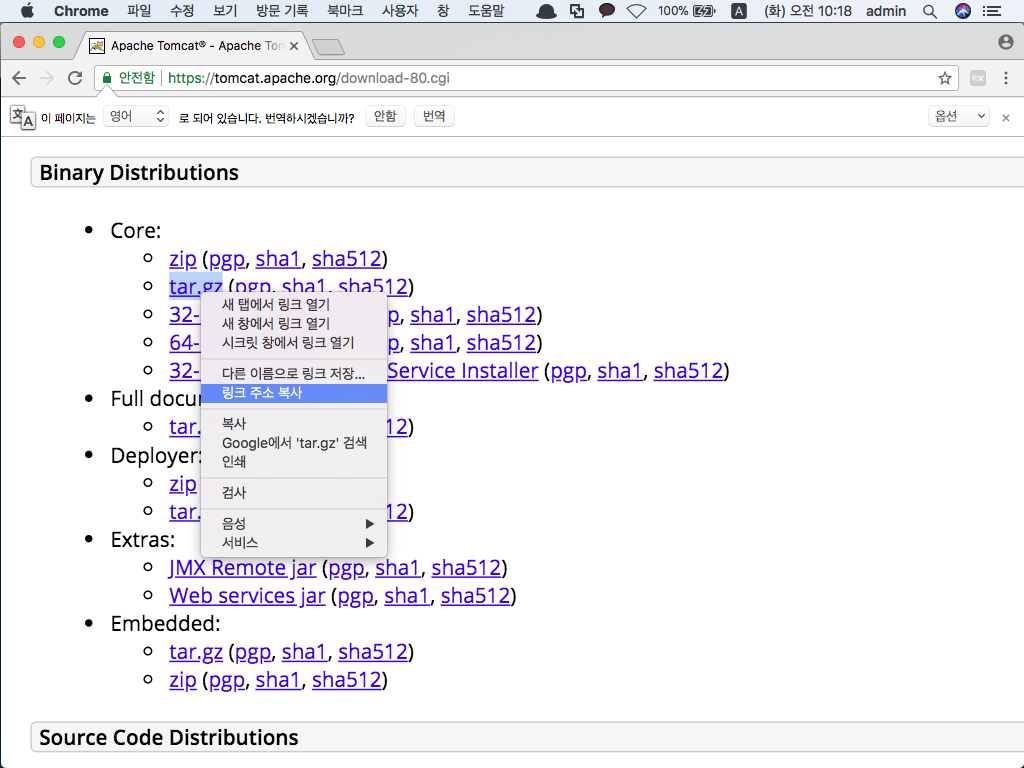 Chrome 파일 수정 보기 방문 기록 북마크 사용자 창 도움말 100% A (화) 오전 10:18 admin
Apache Tomcat® - Apache Tom
안전함 https://tomcat.apache.org/download-80.cgi
이 페이지는 영어 로 되어 있습니다. 번역하시겠습니까? 안함 번역 옵션
Binary Distributions
Core:
zip (pgp, sha1, sha512)
tar.gz (pgp, sha1, sha512)
32- p, sha1, sha512)
64- p, sha1, sha512)
32- Service Installer (pgp, sha1, sha512)
Full docu
tar. 12)
Deployer:
zip
tar. 12)
Extras:
JMX Remote jar (pgp, sha1, sha512)
Web services jar (pgp, sha1, sha512)
Embedded:
tar.gz (pgp, sha1, sha512)
zip (pgp, sha1, sha512)
Source Code Distributions
새 탭에서 링크 열기
새 창에서 링크 열기
시크릿 창에서 링크 열기
다른 이름으로 링크 저장...
링크 주소 복사
복사
Google에서 'tar.gz' 검색
인쇄
검사
음성
서비스